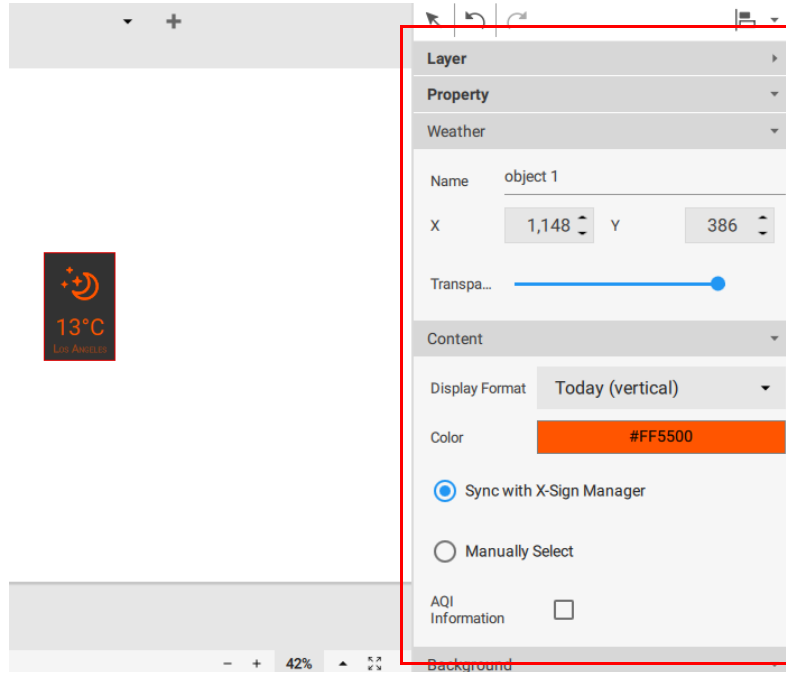 Layer
Property
Weather
Name object 1
X 1,148 Y 386
Transpa...
13°C
Los Angeles
Content
Display Format Today (vertical)
Color #FF5500
Sync with X-Sign Manager
Manually Select
AQI
Information
− + 42%
Background